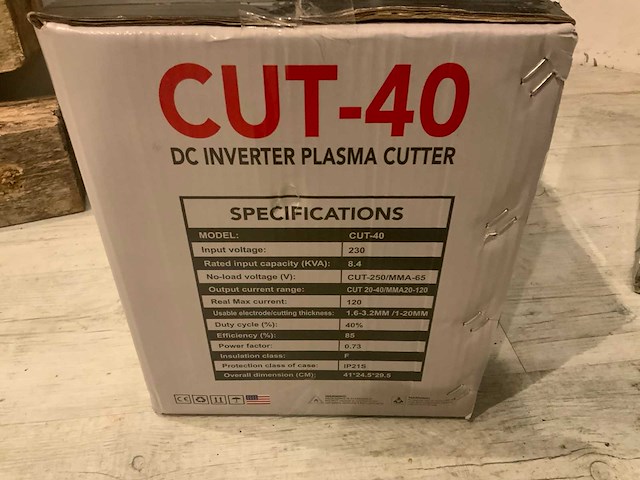 CUT-40
DC INVERTER PLASMA CUTTER
SPECIFICATIONS
MODEL: CUT-40
Input voltage: 230
Rated input capacity (KVA): 8.4
No-load voltage (V): CUT-250/MMA-65
Output current range: CUT 20-40/MMA20-120
Real Max current: 120
Usable electrode/cutting thickness: 1.6-3.2MM /1-20MM
Duty cycle (%): 40%
Efficiency (%): 85
Power factor: 0.73
Insulation class: F
Protection class of case: IP21S
Overall dimension (CM): 41*24.5*29.5
CE